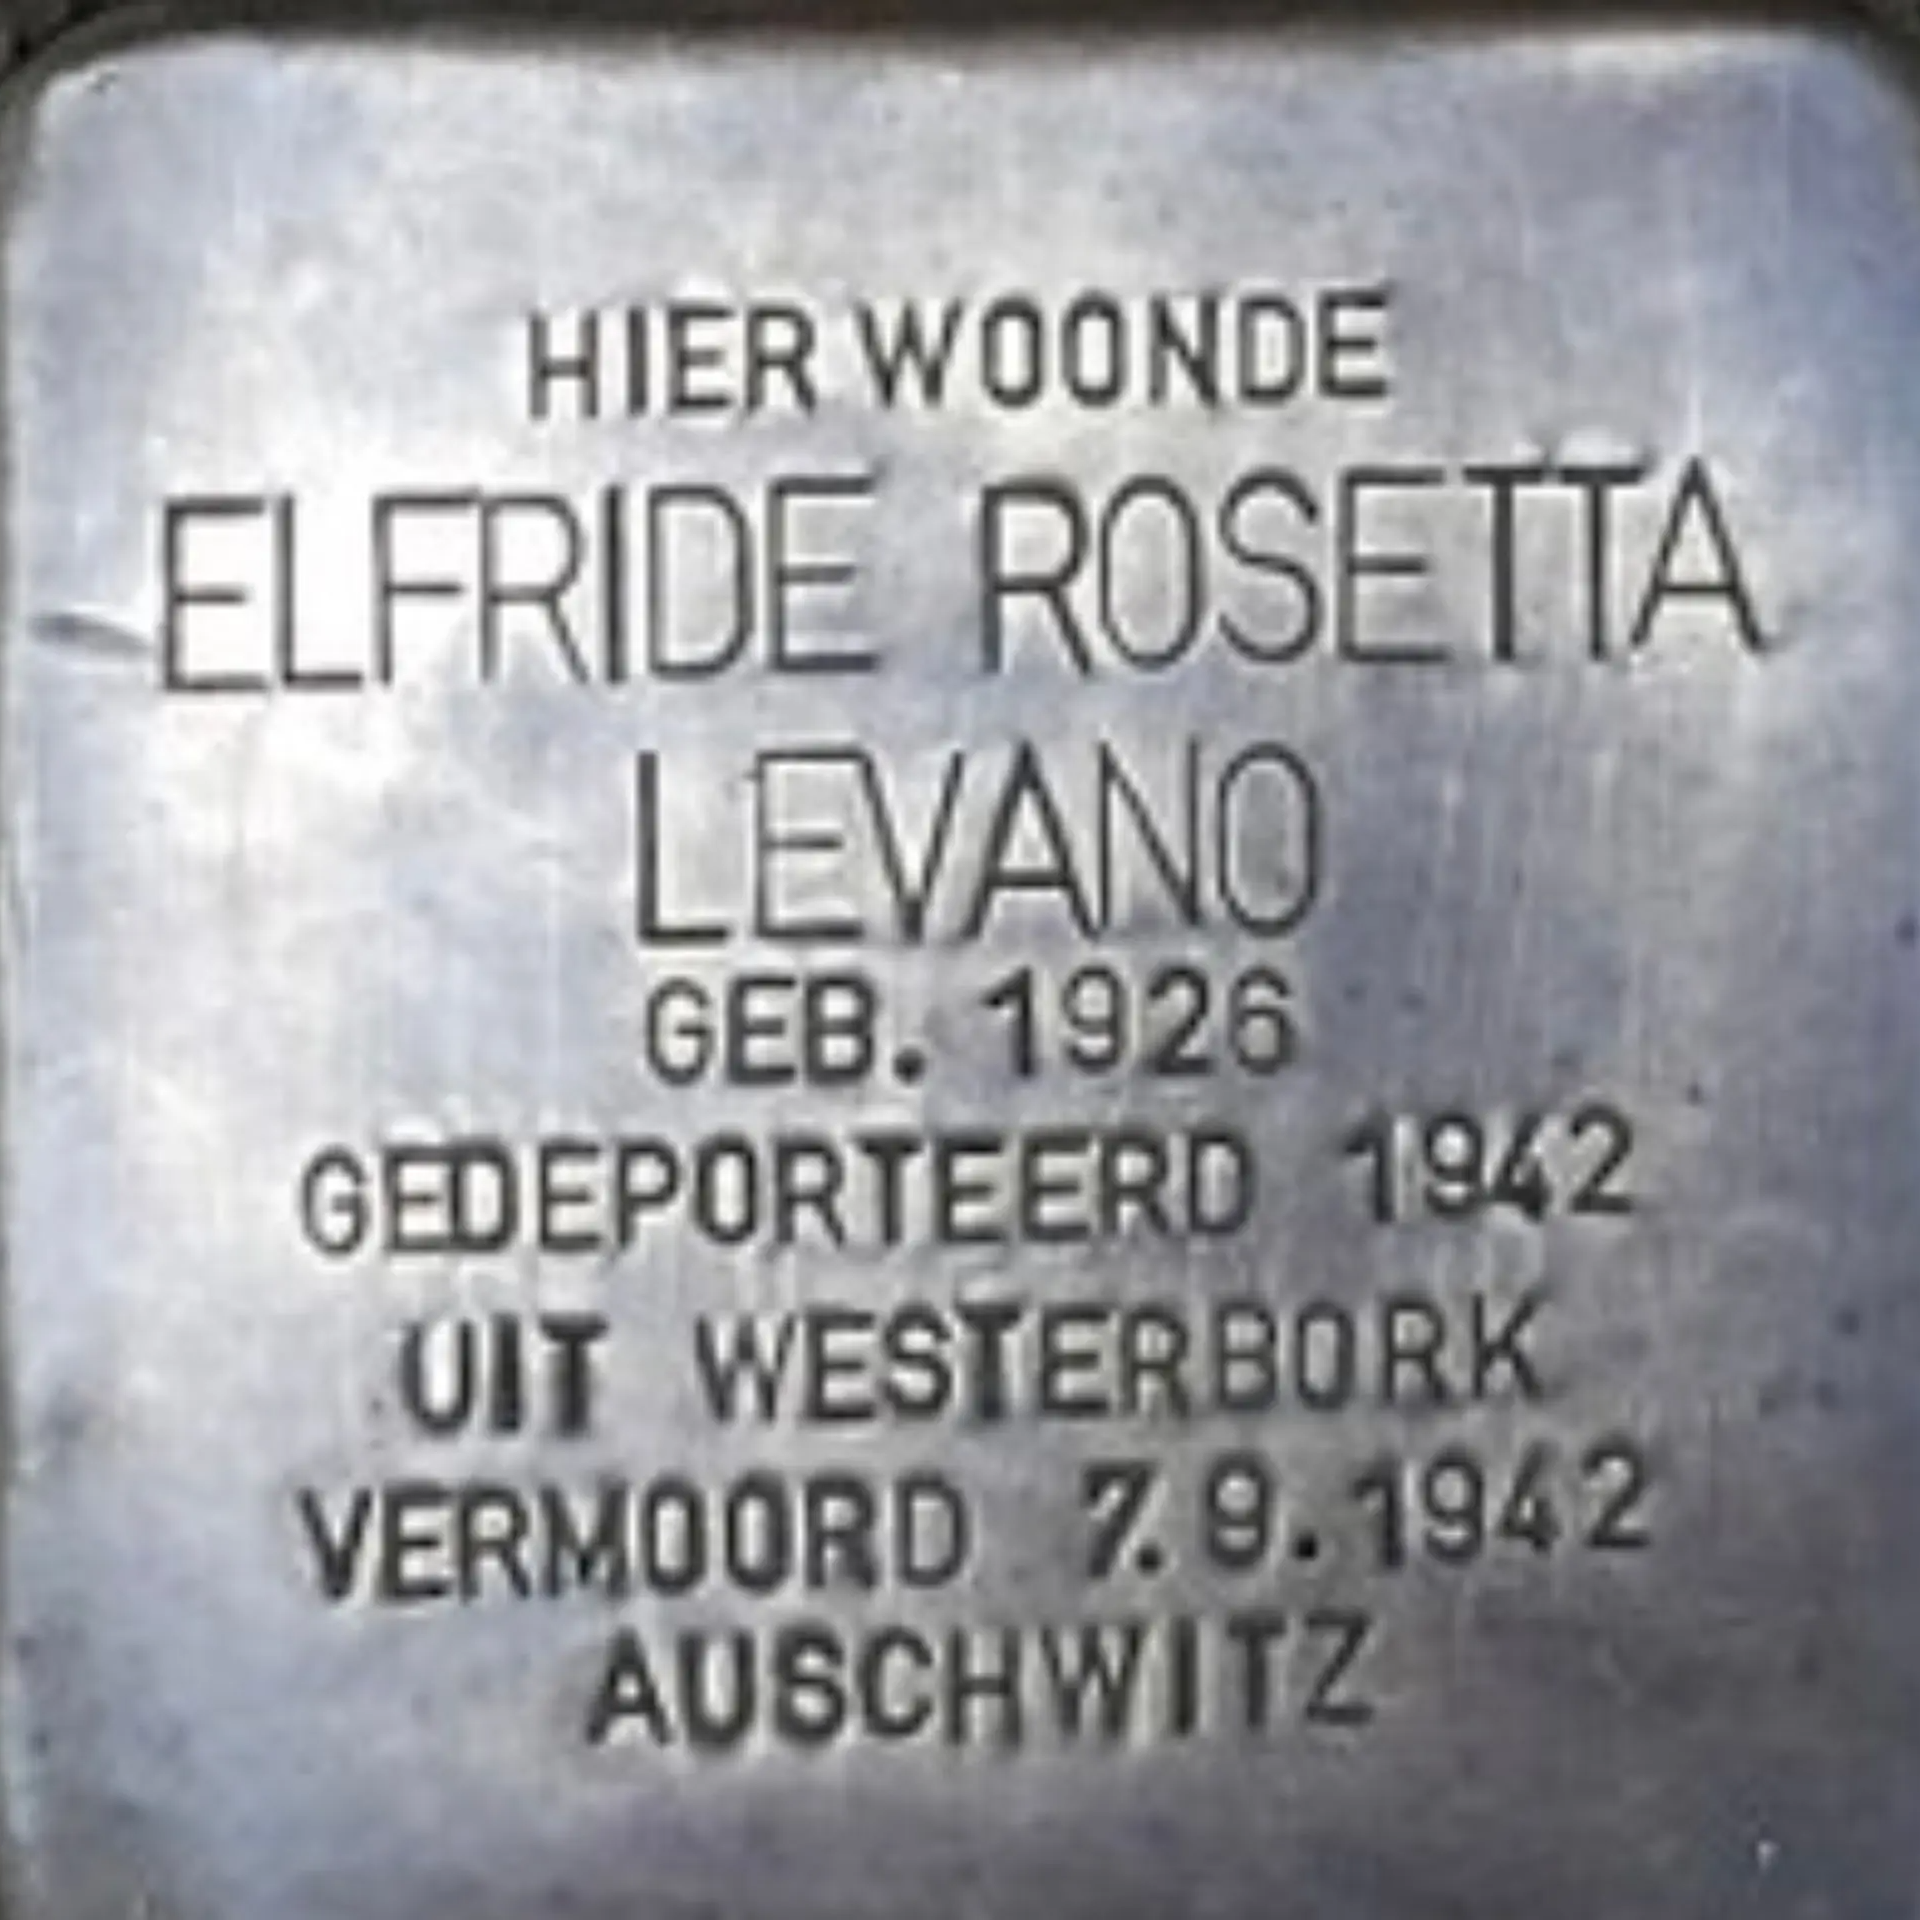 HIER WOONDE
ELFRIDE ROSETTA
LEVANO
GEB. 1926
GEDEPORTEERD 1942
UIT WESTERBORK
VERMOORD 7.9.1942
AUSCHWITZ